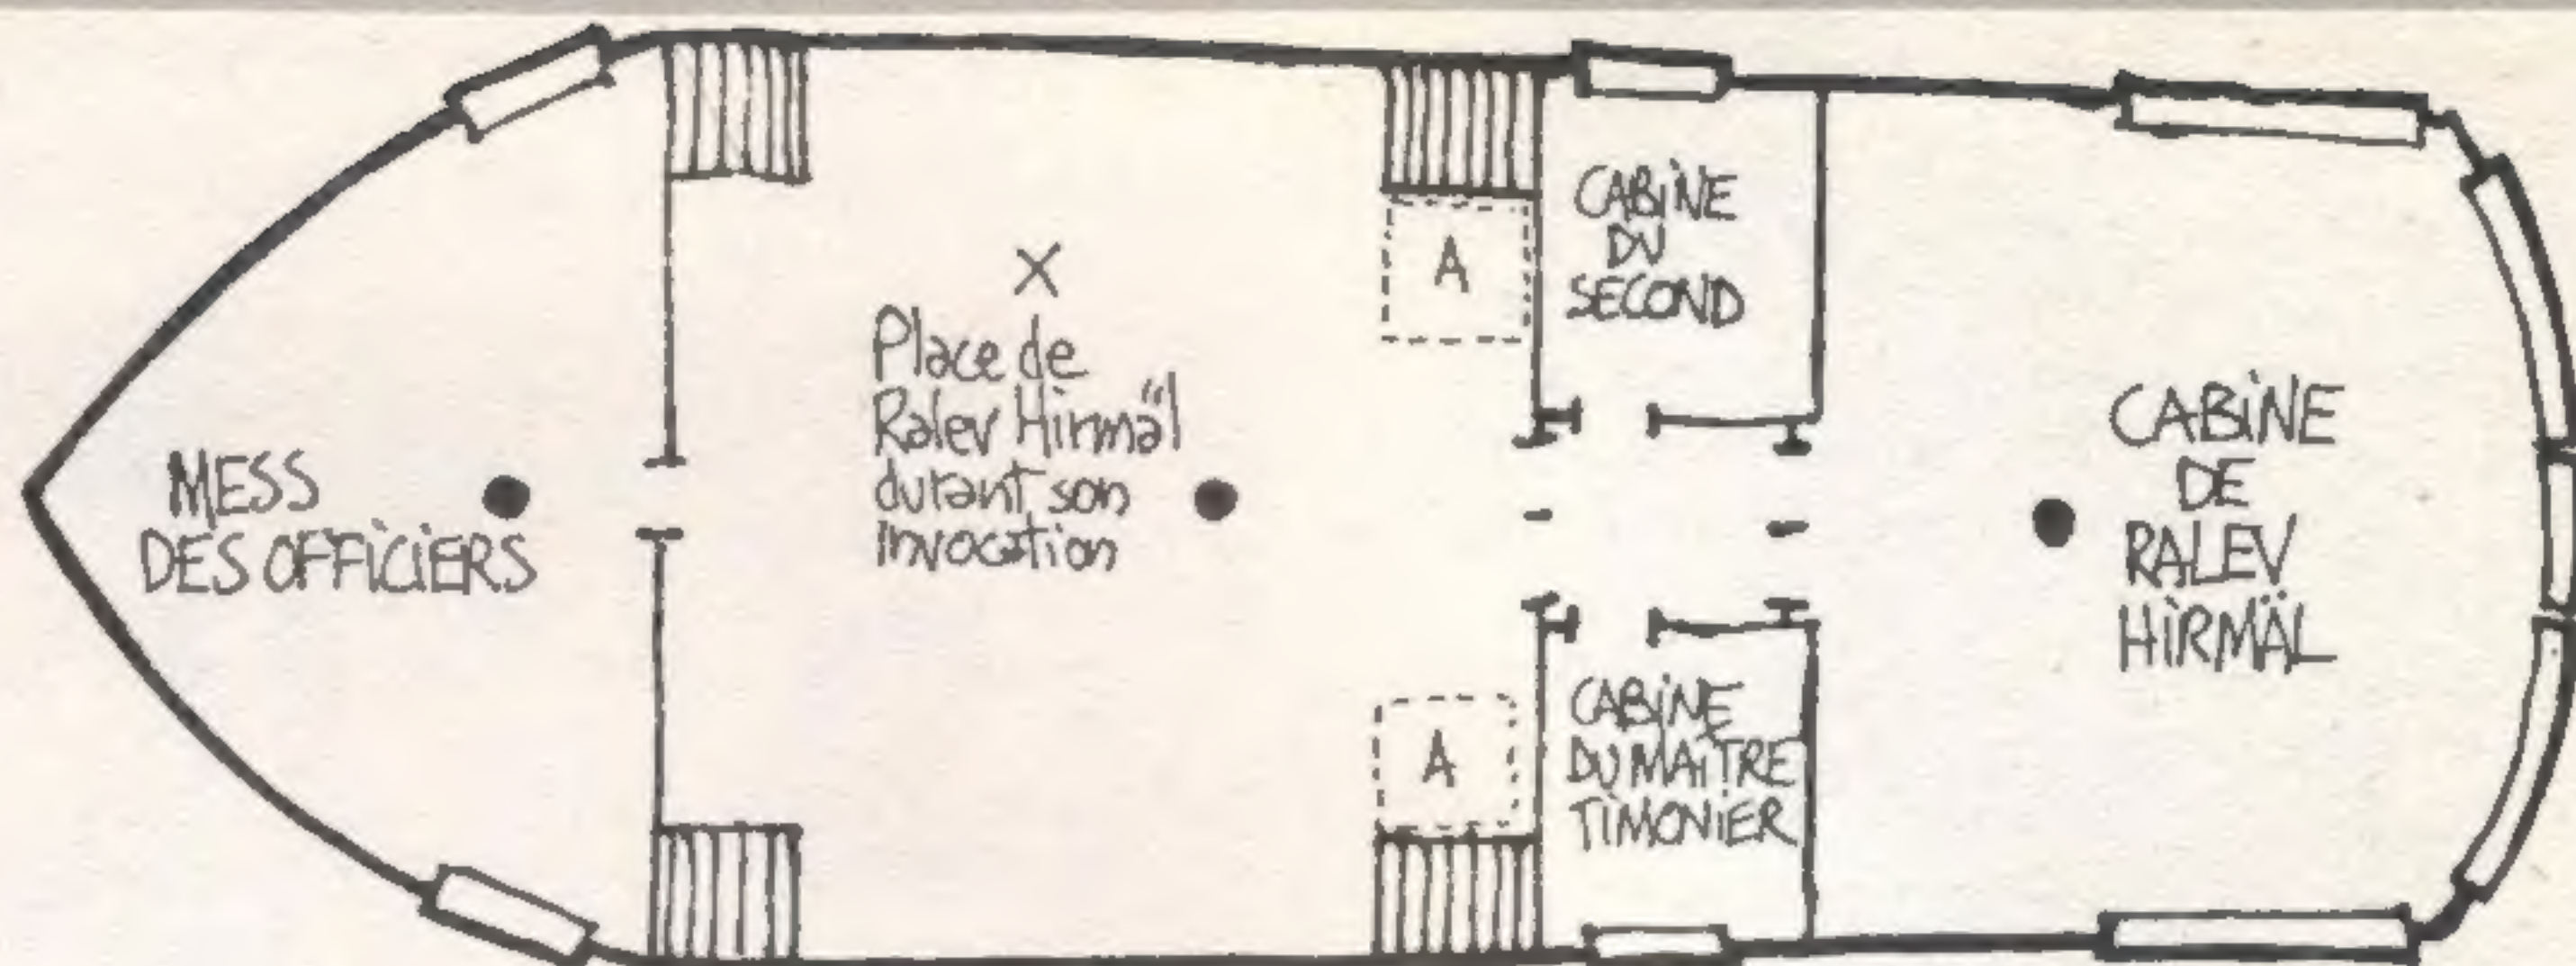 MESS
DES OFFICIERS
X
Place de
Ralev Hirmäl
durant son
invocation
A
A
CABINE
DU
SECOND
CABINE
DU MAÎTRE
TIMONIER
CABINE
DE
RALEV
HIRMÄL